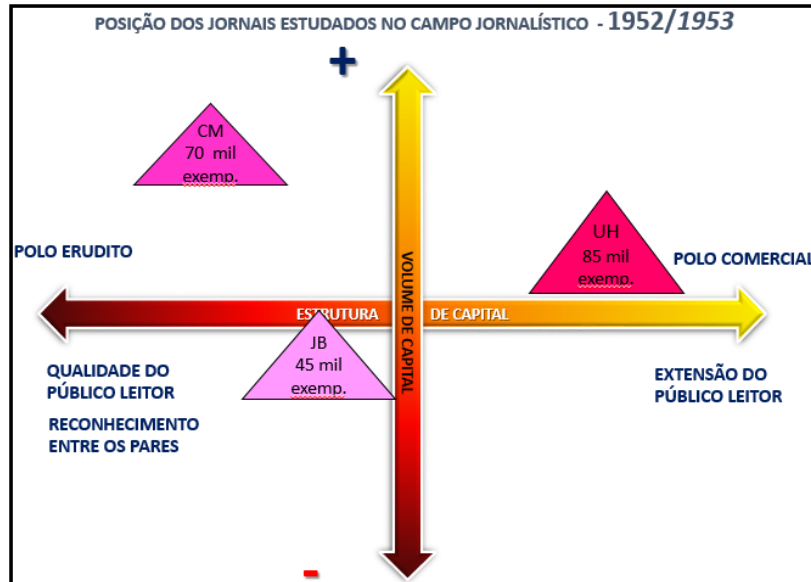 POSIÇÃO DOS JORNAIS ESTUDADOS NO CAMPO JORNALÍSTICO - 1952/1953
+
CM
70 mil
exemp.
UH
85 mil
exemp.
POLO ERUDITO
POLO COMERCIAL
VOLUME DE CAPITAL
ESTRUTURA DE CAPITAL
JB
45 mil
exemp.
QUALIDADE DO
PÚBLICO LEITOR
EXTENSÃO DO
PÚBLICO LEITOR
RECONHECIMENTO
ENTRE OS PARES
-